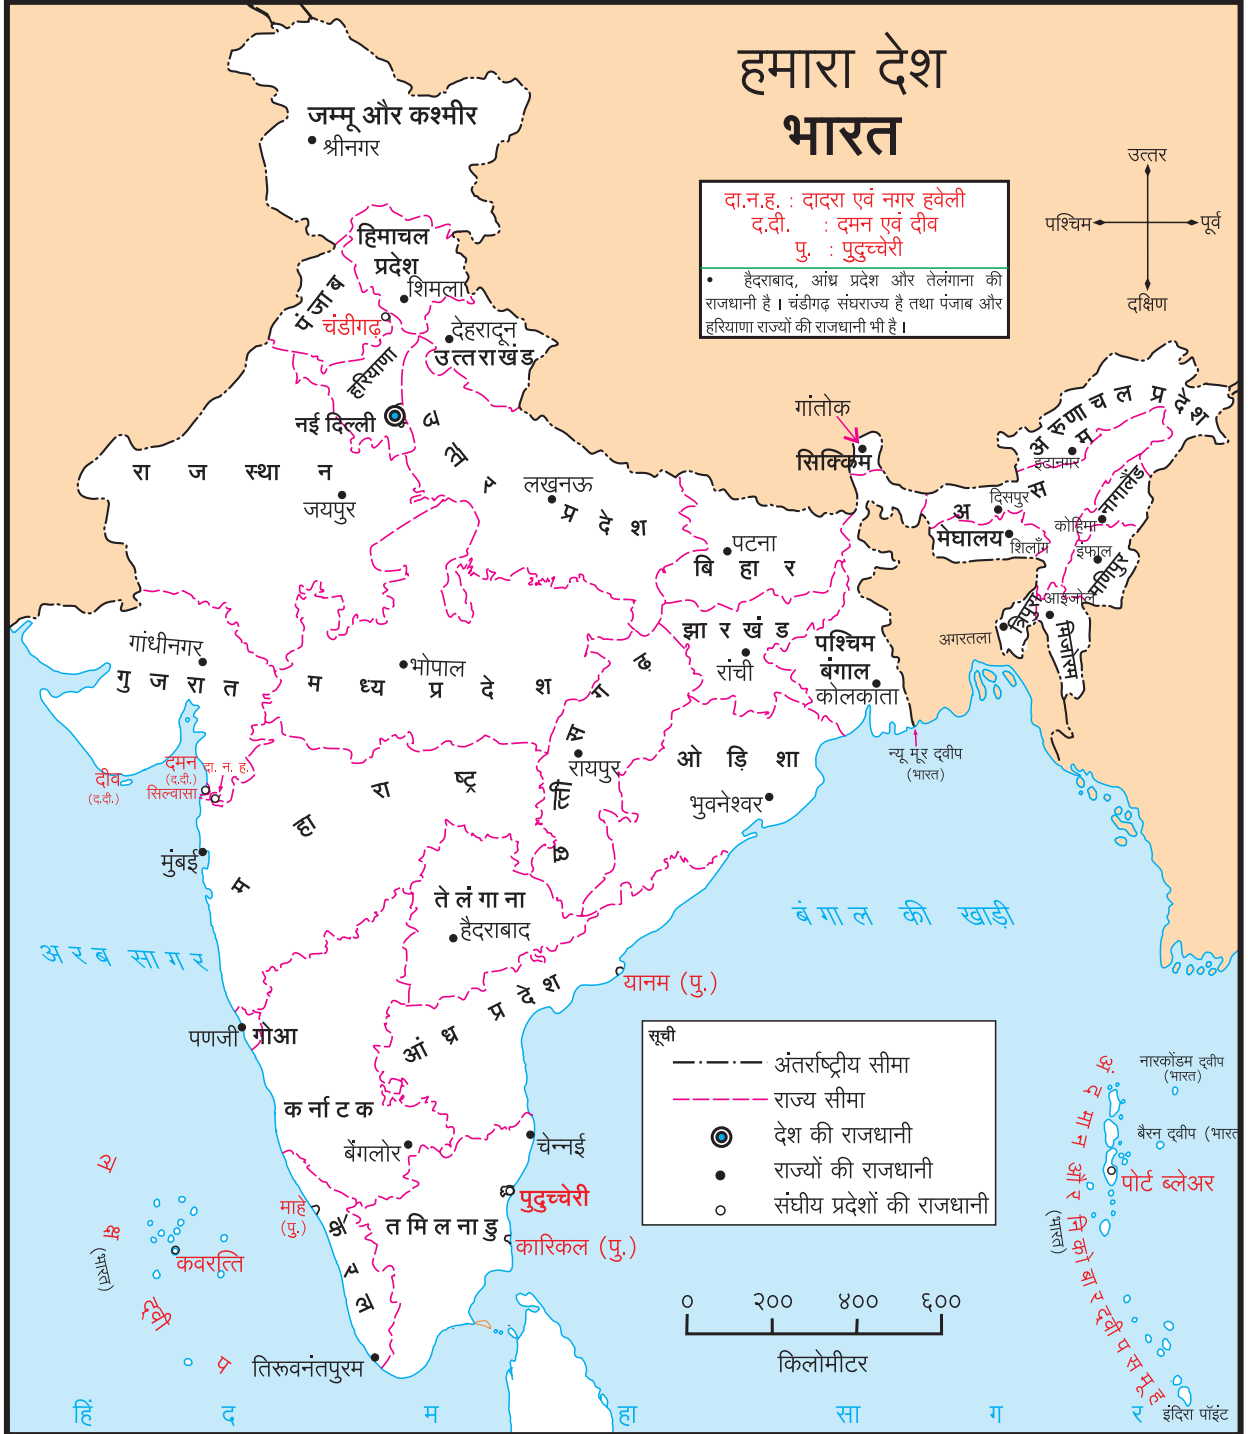 हमारा देश
भारत
उत्तर
पश्चिम
पूर्व
दक्षिण
दा.न.ह. : दादरा एवं नगर हवेली
द.दी. : दमन एवं दीव
पु. : पुदुच्चेरी
• हैदराबाद, आंध्र प्रदेश और तेलंगाना की
राजधानी है । चंडीगढ़ संघराज्य है तथा पंजाब और
हरियाणा राज्यों की राजधानी भी है ।
जम्मू और कश्मीर
श्रीनगर
हिमाचल
प्रदेश
शिमला
पंजाब
चंडीगढ़
देहरादून
उत्तराखंड
हरियाणा
नई दिल्ली
उत्तर प्रदेश
लखनऊ
राजस्थान
जयपुर
गांतोक
सिक्किम
अरुणाचल प्रदेश
इटानगर
असम
दिसपुर
नागालैंड
कोहिमा
मेघालय
शिलाँग
इंफाल
मणिपुर
आइजोल
त्रिपुरा
अगरतला
मिजोरम
पटना
बिहार
झारखंड
रांची
पश्चिम
बंगाल
कोलकाता
न्यू मूर द्वीप
(भारत)
गांधीनगर
गुजरात
भोपाल
मध्य प्रदेश
छत्तीसगढ़
रायपुर
ओड़िशा
भुवनेश्वर
दीव
(द.दी.)
दमन
(द.दी.)
दा. न. ह.
सिल्वासा
महाराष्ट्र
मुंबई
तेलंगाना
हैदराबाद
अरब सागर
बंगाल की खाड़ी
यानम (पु.)
आंध्र प्रदेश
पणजी
गोआ
कर्नाटक
बेंगलोर
चेन्नई
पुदुच्चेरी
माहे
(पु.)
केरल
तमिलनाडु
कारिकल (पु.)
तिरूवनंतपुरम
लक्षद्वीप
(भारत)
कवरत्ति
सूची
अंतर्राष्ट्रीय सीमा
राज्य सीमा
देश की राजधानी
राज्यों की राजधानी
संघीय प्रदेशों की राजधानी
० २०० ४०० ६००
किलोमीटर
नारकोंडम द्वीप
(भारत)
बैरन द्वीप (भारत
पोर्ट ब्लेअर
अंदमान और निकोबार द्वीपसमूह
(भारत)
इंदिरा पॉइंट
हिंद महासागर